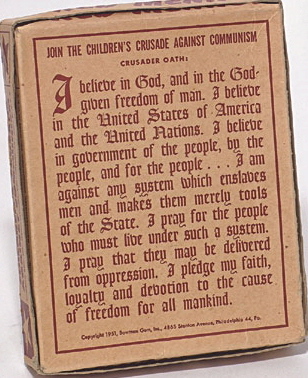 JOIN THE CHILDREN'S CRUSADE AGAINST COMMUNISM
CRUSADER OATH:
I believe in God, and in the God-
given freedom of man. I believe
in the United States of America
and the United Nations. I believe
in government of the people, by the
people, and for the people . . . I am
against any system which enslaves
men and makes them merely tools
of the State. I pray for the people
who must live under such a system.
I pray that they may be delivered
from oppression. I pledge my faith,
loyalty and devotion to the cause
of freedom for all mankind.
Copyright 1951, Bowman Gum, Inc., 4865 Stenton Avenue, Philadelphia 44, Pa.